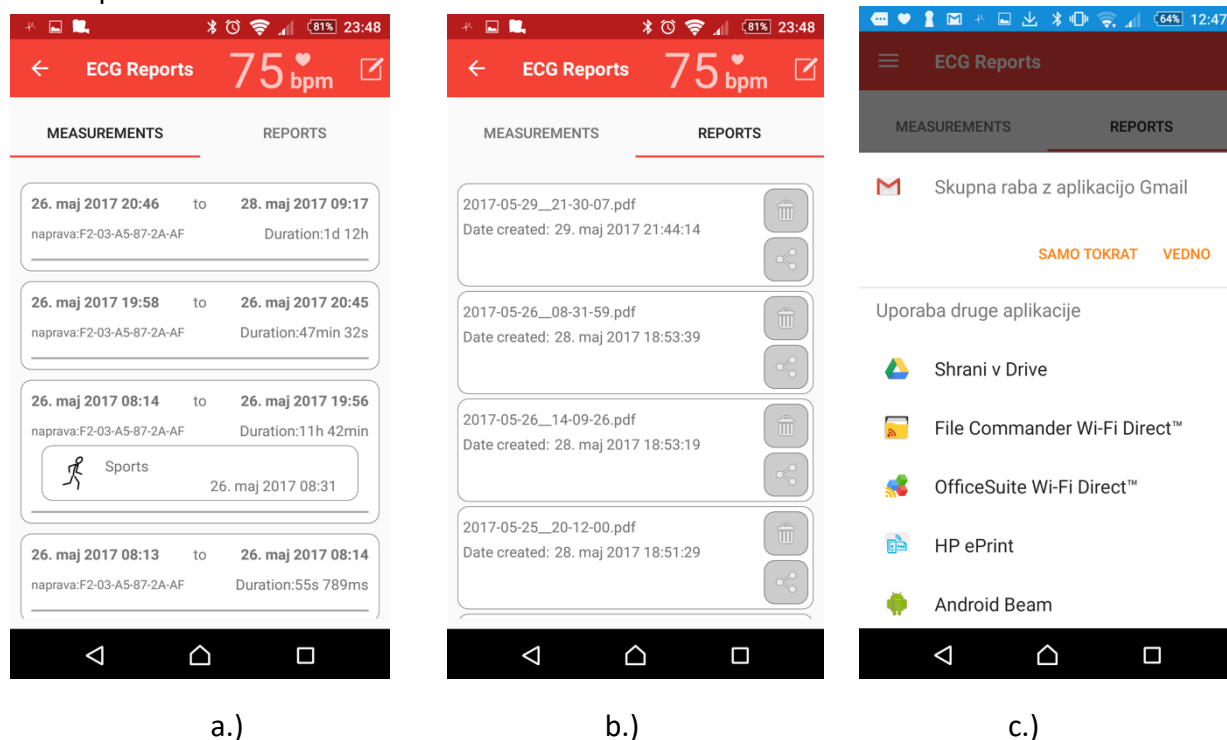 81% 23:48
ECG Reports 75 bpm
MEASUREMENTS REPORTS
26. maj 2017 20:46 to 28. maj 2017 09:17
naprava:F2-03-A5-87-2A-AF Duration:1d 12h
26. maj 2017 19:58 to 26. maj 2017 20:45
naprava:F2-03-A5-87-2A-AF Duration:47min 32s
26. maj 2017 08:14 to 26. maj 2017 19:56
naprava:F2-03-A5-87-2A-AF Duration:11h 42min
Sports
26. maj 2017 08:31
26. maj 2017 08:13 to 26. maj 2017 08:14
naprava:F2-03-A5-87-2A-AF Duration:55s 789ms
a.)
81% 23:48
ECG Reports 75 bpm
MEASUREMENTS REPORTS
2017-05-29__21-30-07.pdf
Date created: 29. maj 2017 21:44:14
2017-05-26__08-31-59.pdf
Date created: 28. maj 2017 18:53:39
2017-05-26__14-09-26.pdf
Date created: 28. maj 2017 18:53:19
2017-05-25__20-12-00.pdf
Date created: 28. maj 2017 18:51:29
b.)
64% 12:47
ECG Reports
MEASUREMENTS REPORTS
Skupna raba z aplikacijo Gmail
SAMO TOKRAT VEDNO
Uporaba druge aplikacije
Shrani v Drive
File Commander Wi-Fi Direct™
OfficeSuite Wi-Fi Direct™
HP ePrint
Android Beam
c.)